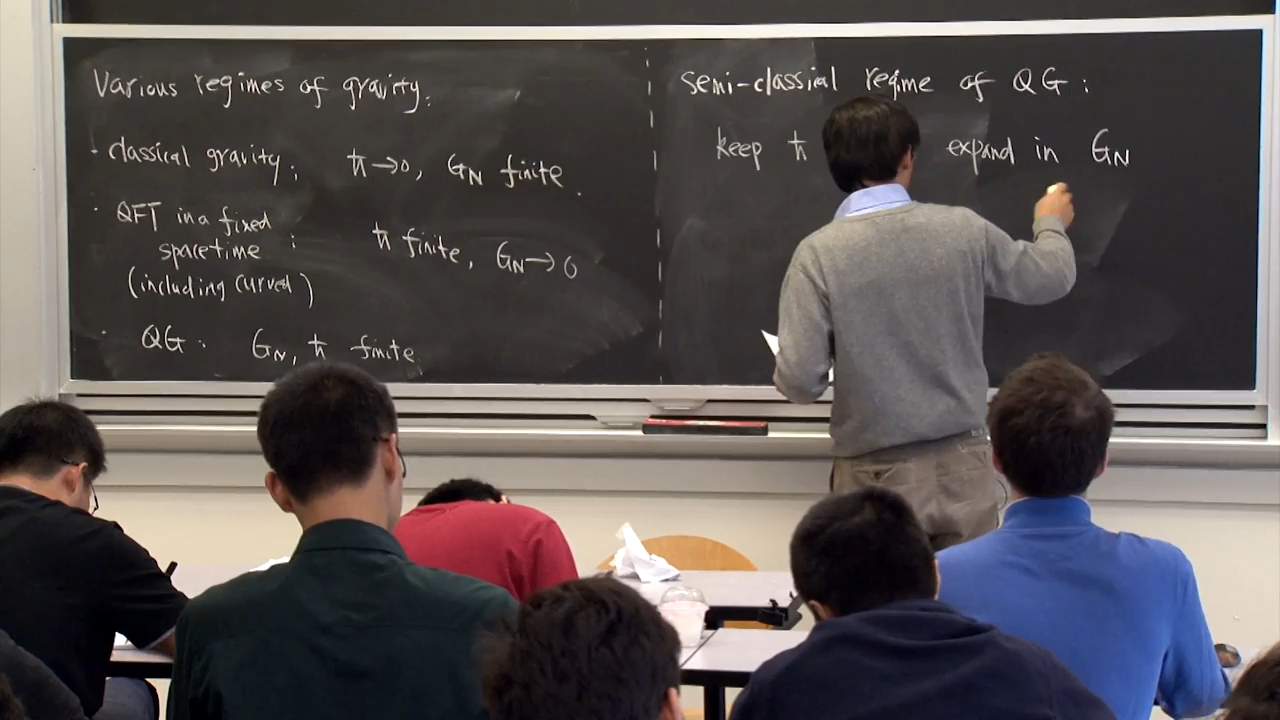 Various regimes of gravity:
· classical gravity: ħ→0, G_N finite.
· QFT in a fixed
spacetime : ħ finite, G_N→0
(including curved)
· QG: G_N, ħ finite
semi-classical regime of QG:
keep ħ expand in G_N